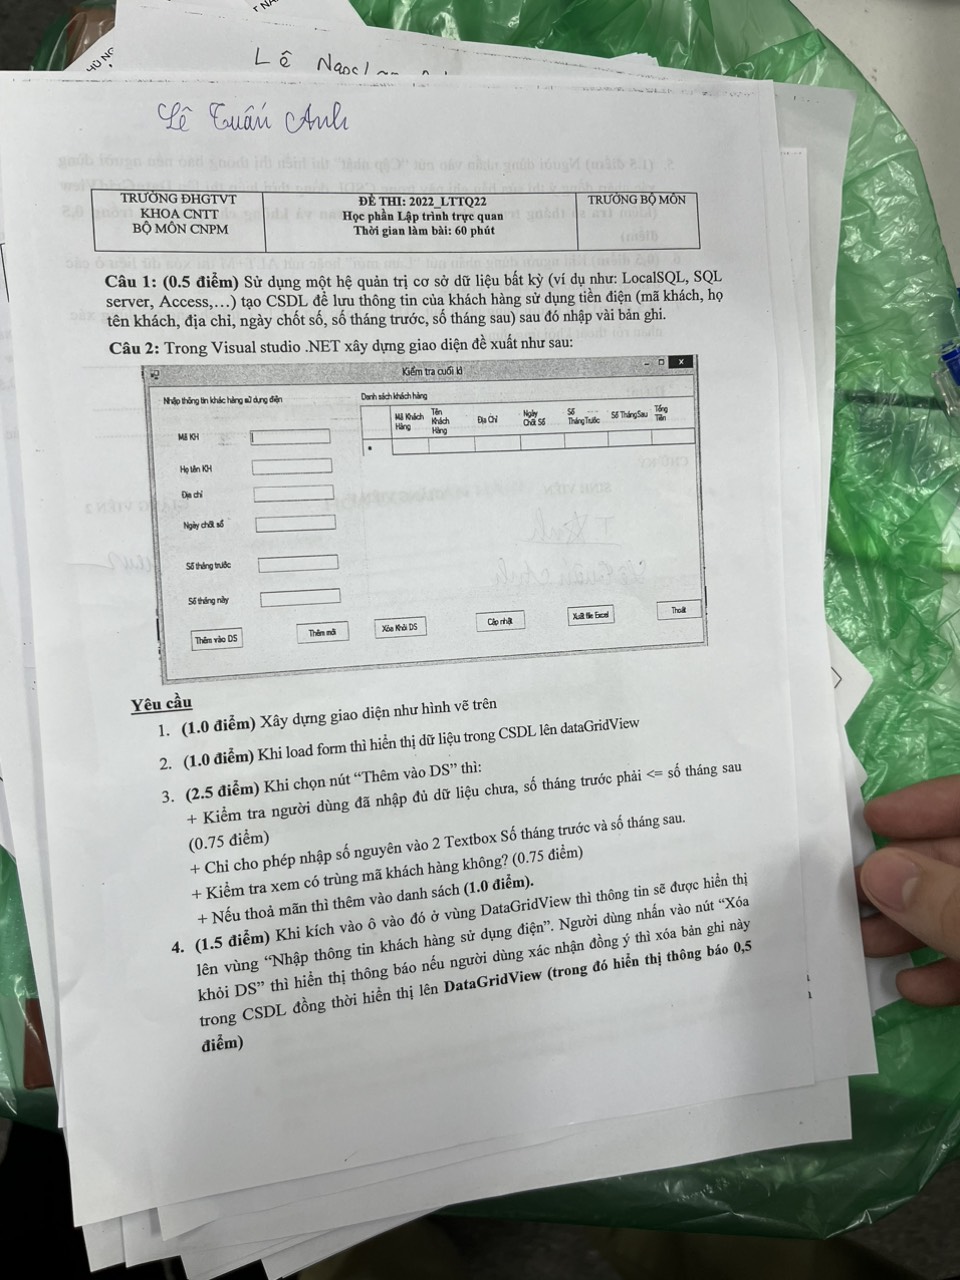 Lê Ngọc
Lê Tuấn Anh
TRƯỜNG ĐHGTVT
KHOA CNTT
BỘ MÔN CNPM
ĐỀ THI: 2022_LTTQ22
Học phần Lập trình trực quan
Thời gian làm bài: 60 phút
TRƯỞNG BỘ MÔN
Câu 1: (0.5 điểm) Sử dụng một hệ quản trị cơ sở dữ liệu bất kỳ (ví dụ như: LocalSQL, SQL
server, Access,…) tạo CSDL để lưu thông tin của khách hàng sử dụng tiền điện (mã khách, họ
tên khách, địa chỉ, ngày chốt số, số tháng trước, số tháng sau) sau đó nhập vài bản ghi.
Câu 2: Trong Visual studio .NET xây dựng giao diện đề xuất như sau:
Kiểm tra cuối kì
Nhập thông tin khác hàng sử dụng điện
Danh sách khách hàng
Mã Khách Hàng
Tên Khách Hàng
Địa Chỉ
Ngày Chốt Số
Số Tháng Trước
Số Tháng Sau
Tổng Tiền
Mã KH
Họ tên KH
Địa chỉ
Ngày chốt số
Số tháng trước
Số tháng này
Thêm vào DS
Thêm mới
Xóa Khỏi DS
Cập nhật
Xuất file Excel
Thoát
Yêu cầu
1. (1.0 điểm) Xây dựng giao diện như hình vẽ trên
2. (1.0 điểm) Khi load form thì hiển thị dữ liệu trong CSDL lên dataGridView
3. (2.5 điểm) Khi chọn nút “Thêm vào DS” thì:
+ Kiểm tra người dùng đã nhập đủ dữ liệu chưa, số tháng trước phải <= số tháng sau
(0.75 điểm)
+ Chỉ cho phép nhập số nguyên vào 2 Textbox Số tháng trước và số tháng sau.
+ Kiểm tra xem có trùng mã khách hàng không? (0.75 điểm)
+ Nếu thoả mãn thì thêm vào danh sách (1.0 điểm).
4. (1.5 điểm) Khi kích vào ô vào đó ở vùng DataGridView thì thông tin sẽ được hiển thị
lên vùng “Nhập thông tin khách hàng sử dụng điện”. Người dùng nhấn vào nút “Xóa
khỏi DS” thì hiển thị thông báo nếu người dùng xác nhận đồng ý thì xóa bản ghi này
trong CSDL đồng thời hiển thị lên DataGridView (trong đó hiển thị thông báo 0,5
điểm)